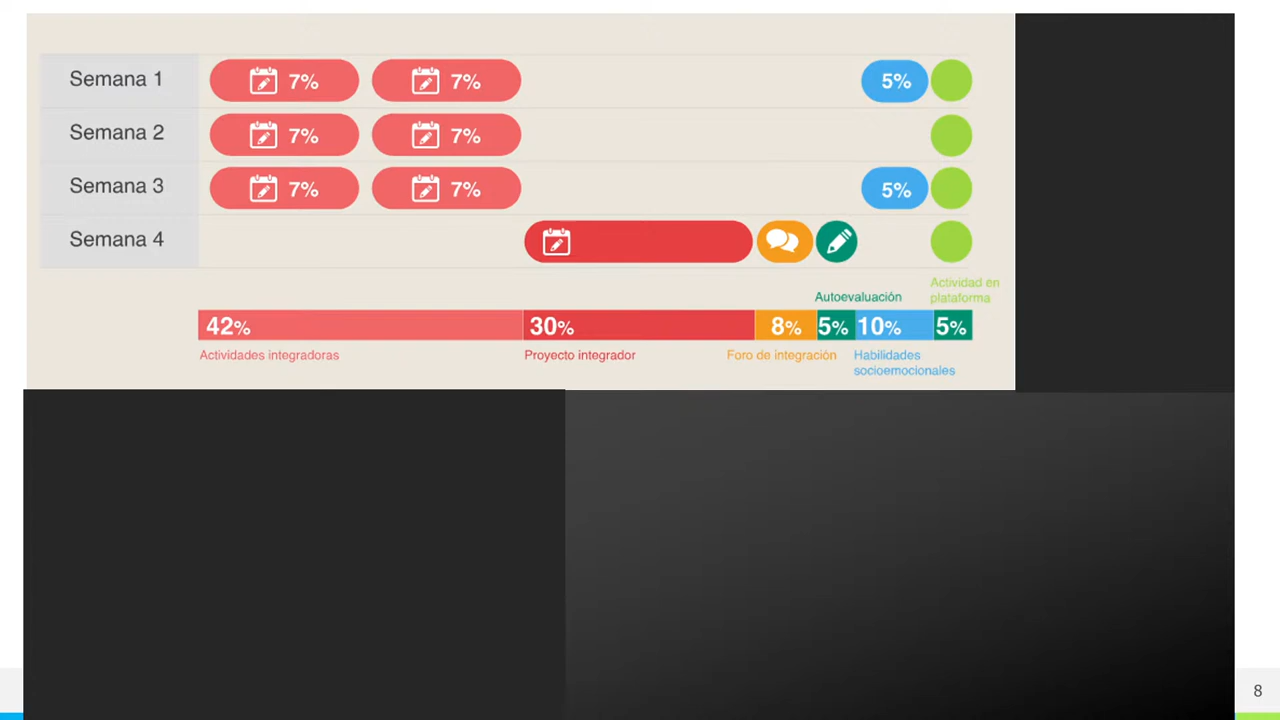 Semana 1 7% 7% 5%
Semana 2 7% 7%
Semana 3 7% 7% 5%
Semana 4
Autoevaluación
Actividad en
plataforma
42% 30% 8% 5% 10% 5%
Actividades integradoras Proyecto integrador Foro de integración Habilidades
socioemocionales
8